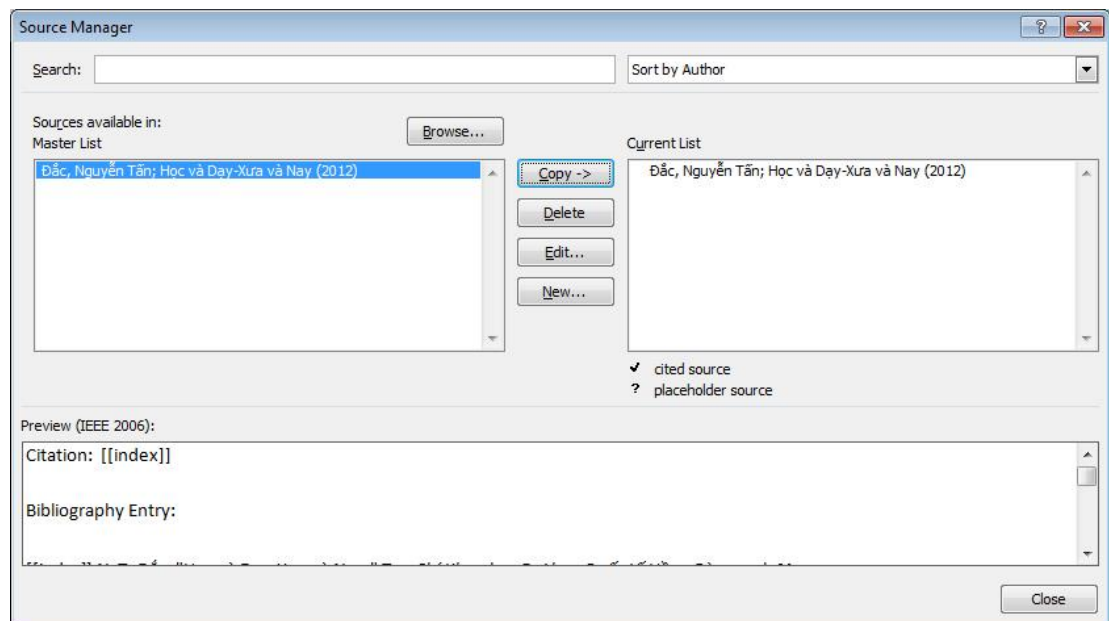 Source Manager
Search:
Sort by Author
Sources available in:
Master List
Browse...
Current List
Đắc, Nguyễn Tấn; Học và Dạy-Xưa và Nay (2012)
Copy ->
Đắc, Nguyễn Tấn; Học và Dạy-Xưa và Nay (2012)
Delete
Edit...
New...
✓ cited source
? placeholder source
Preview (IEEE 2006):
Citation: [[index]]
Bibliography Entry:
Close